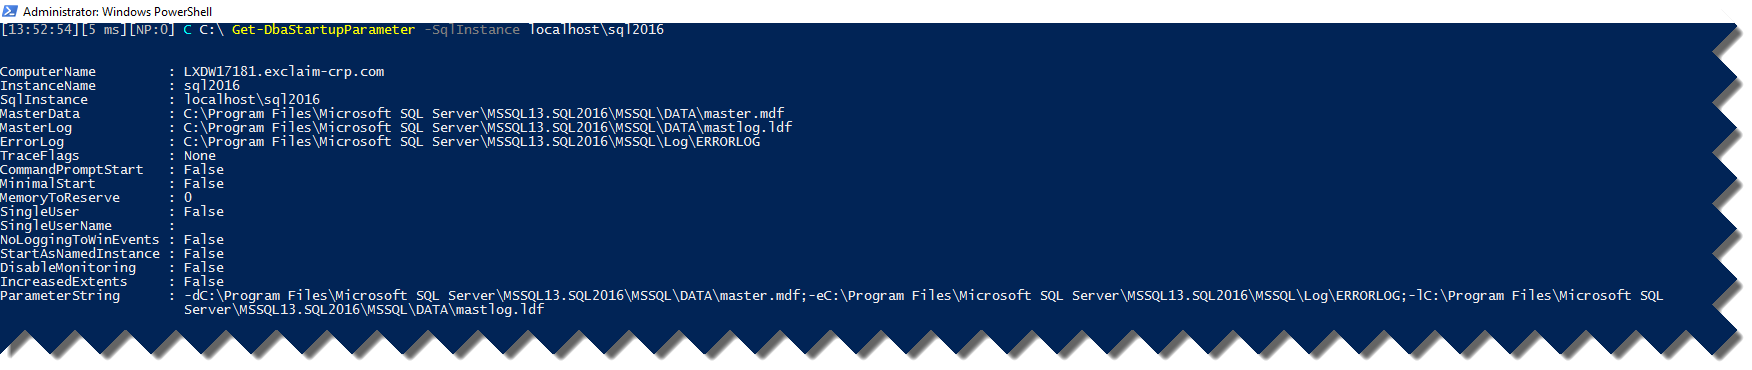 Administrator: Windows PowerShell
[13:52:54][5 ms][NP:0] C C:\ Get-DbaStartupParameter -SqlInstance localhost\sql2016
ComputerName : LXDW17181.exclaim-crp.com
InstanceName : sql2016
SqlInstance : localhost\sql2016
MasterData : C:\Program Files\Microsoft SQL Server\MSSQL13.SQL2016\MSSQL\DATA\master.mdf
MasterLog : C:\Program Files\Microsoft SQL Server\MSSQL13.SQL2016\MSSQL\DATA\mastlog.ldf
ErrorLog : C:\Program Files\Microsoft SQL Server\MSSQL13.SQL2016\MSSQL\Log\ERRORLOG
TraceFlags : None
CommandPromptStart : False
MinimalStart : False
MemoryToReserve : 0
SingleUser : False
SingleUserName :
NoLoggingToWinEvents : False
StartAsNamedInstance : False
DisableMonitoring : False
IncreasedExtents : False
ParameterString : -dC:\Program Files\Microsoft SQL Server\MSSQL13.SQL2016\MSSQL\DATA\master.mdf;-eC:\Program Files\Microsoft SQL Server\MSSQL13.SQL2016\MSSQL\Log\ERRORLOG;-lC:\Program Files\Microsoft SQL
Server\MSSQL13.SQL2016\MSSQL\DATA\mastlog.ldf